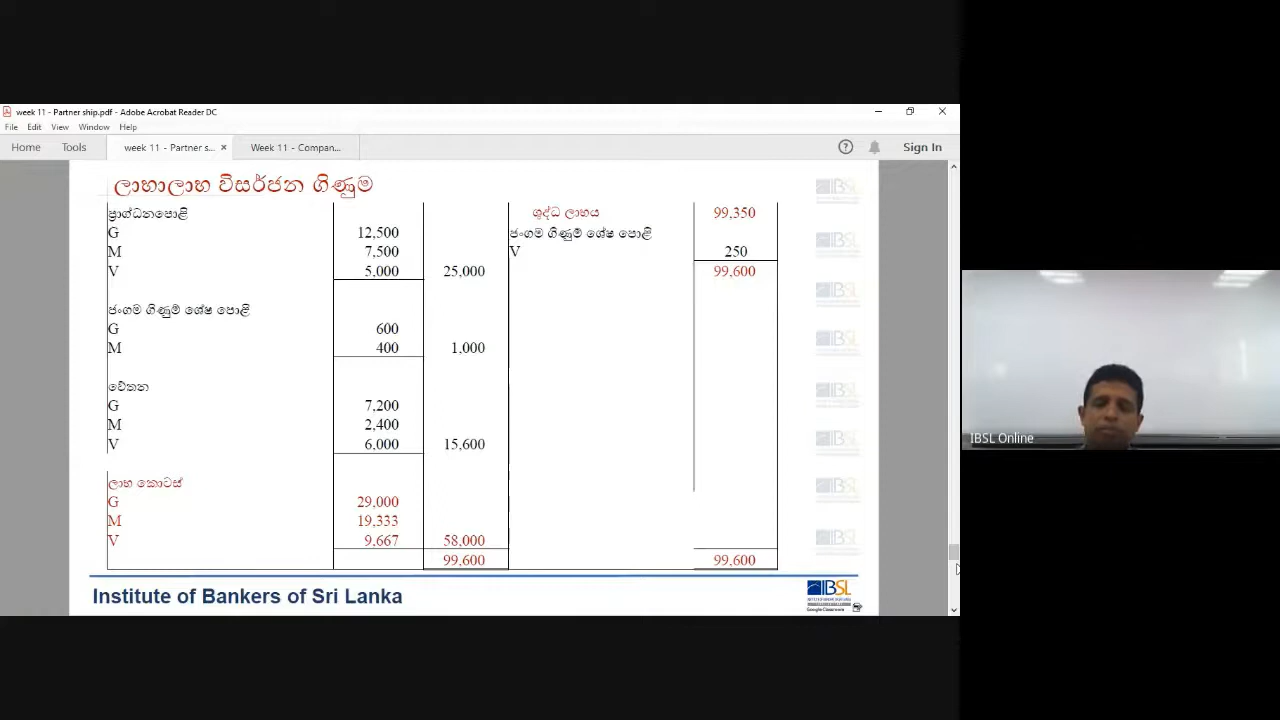 week 11 - Partner ship.pdf - Adobe Acrobat Reader DC
File Edit View Window Help
Home Tools week 11 - Partner s... × Week 11 - Compan... Sign In
ලාභාලාභ විසර්ජන ගිණුම
ප්‍රාග්ධනපොළි ශුද්ධ ලාභය 99,350
G 12,500 ජංගම ගිණුම් ශේෂ පොළී
M 7,500 V 250
V 5,000 25,000 99,600
ජංගම ගිණුම් ශේෂ පොළී
G 600
M 400 1,000
වේතන
G 7,200
M 2,400
V 6,000 15,600
ලාභ කොටස්
G 29,000
M 19,333
V 9,667 58,000
99,600 99,600
Institute of Bankers of Sri Lanka
IBSL
Google Classroom
IBSL Online